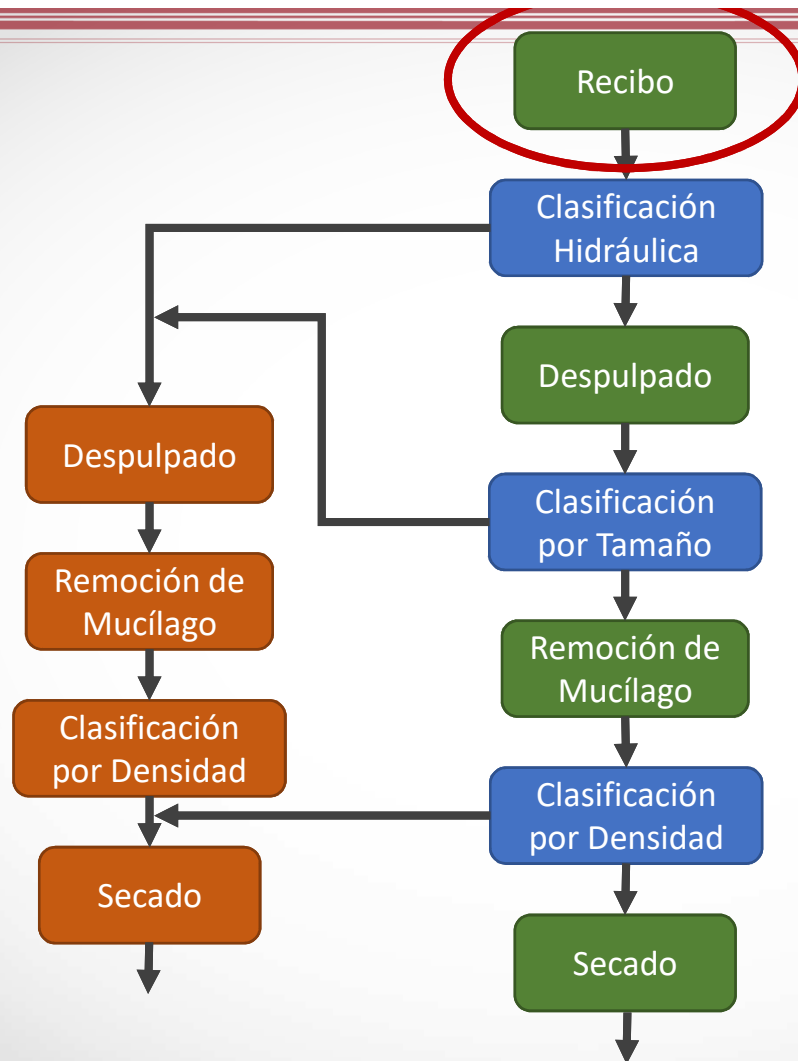 Recibo
Clasificación
Hidráulica
Despulpado
Despulpado
Clasificación
por Tamaño
Remoción de
Mucílago
Remoción de
Mucílago
Clasificación
por Densidad
Clasificación
por Densidad
Secado
Secado